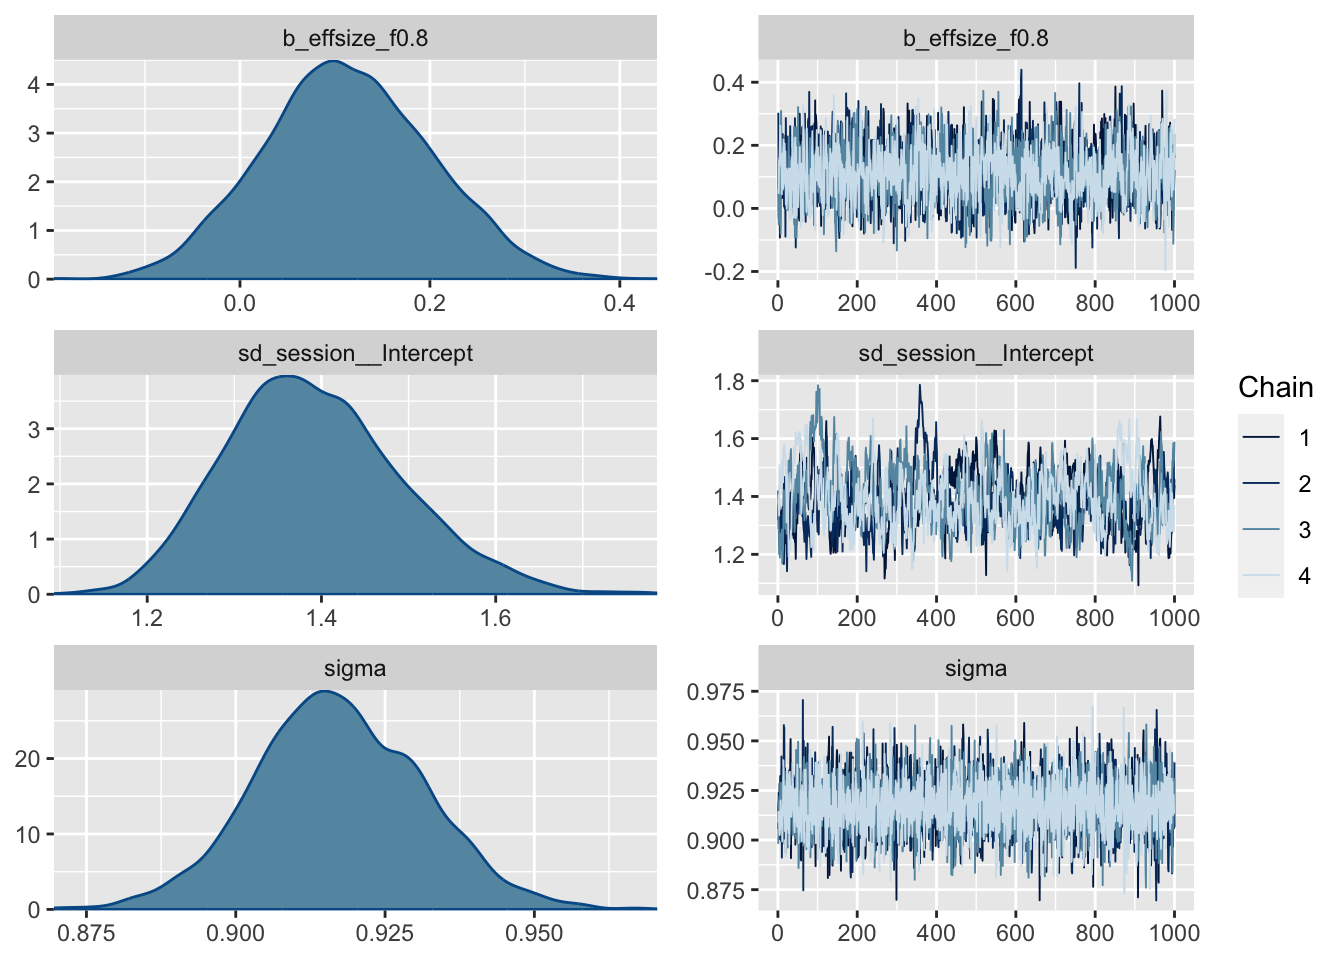 b_effsize_f0.8
4
3
2
1
0
0.0 0.2 0.4
b_effsize_f0.8
0.4
0.2
0.0
-0.2
0 200 400 600 800 1000
sd_session__Intercept
3
2
1
0
1.2 1.4 1.6
sd_session__Intercept
1.8
1.6
1.4
1.2
0 200 400 600 800 1000
sigma
20
10
0
0.875 0.900 0.925 0.950
sigma
0.975
0.950
0.925
0.900
0.875
0 200 400 600 800 1000
Chain
1
2
3
4